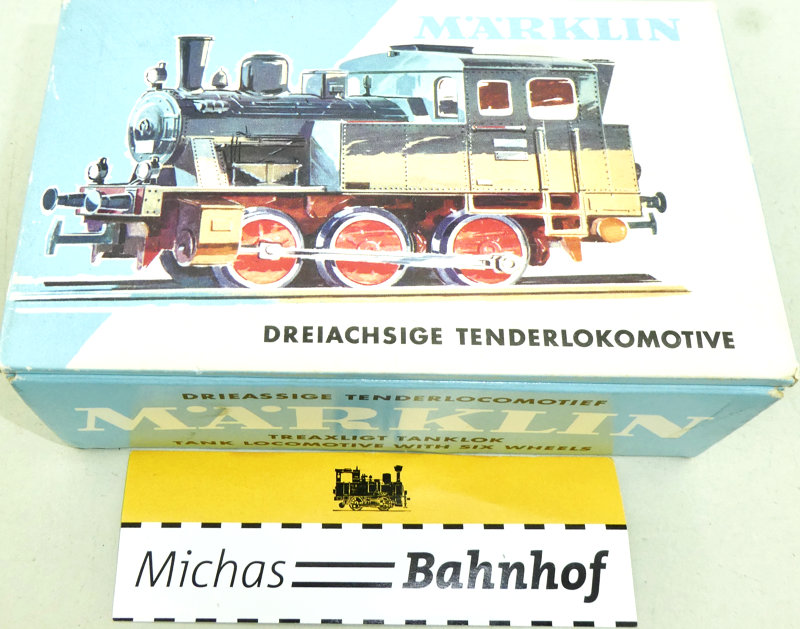 MÄRKLIN
DREIACHSIGE TENDERLOKOMOTIVE
DRIEASSIGE TENDERLOCOMOTIEF
MÄRKLIN
TREAXLIGT TANKLOK
TANK LOCOMOTIVE WITH SIX WHEELS
Michas Bahnhof